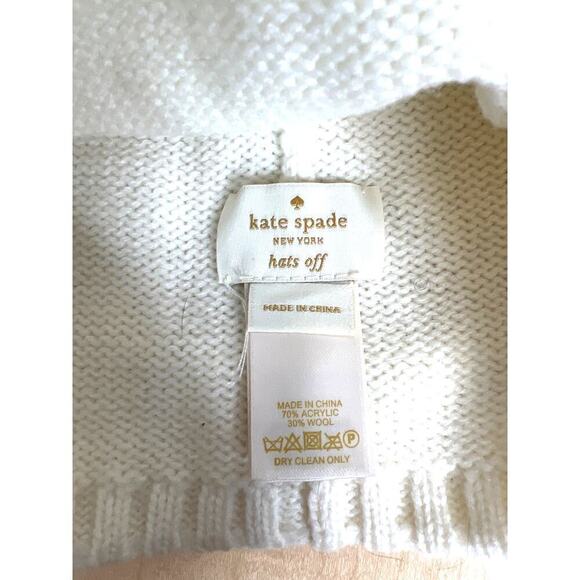 kate spade
NEW YORK
hats off
MADE IN CHINA
MADE IN CHINA
70% ACRYLIC
30% WOOL
P
DRY CLEAN ONLY